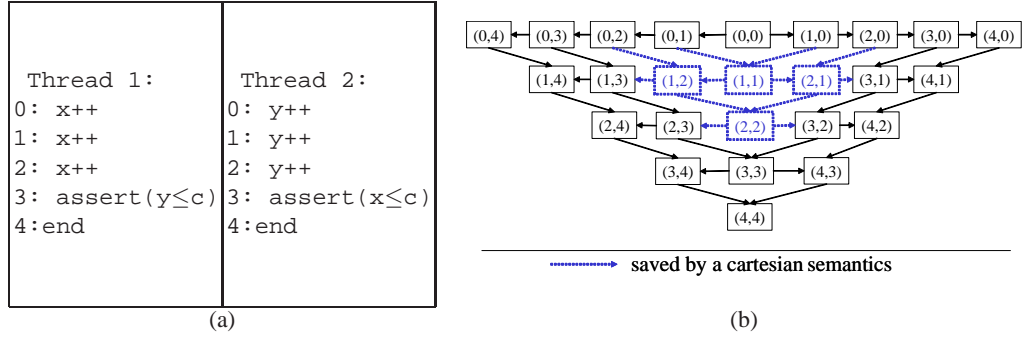 Thread 1:
0: x++
1: x++
2: x++
3: assert(y≤c)
4:end
Thread 2:
0: y++
1: y++
2: y++
3: assert(x≤c)
4:end
(a)
(0,4) (0,3) (0,2) (0,1) (0,0) (1,0) (2,0) (3,0) (4,0)
(1,4) (1,3) (1,2) (1,1) (2,1) (3,1) (4,1)
(2,4) (2,3) (2,2) (3,2) (4,2)
(3,4) (3,3) (4,3)
(4,4)
saved by a cartesian semantics
(b)